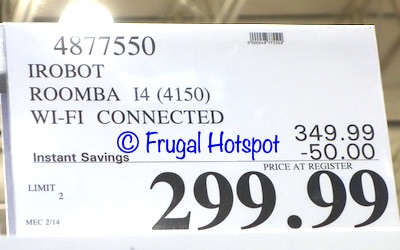 4877550
IROBOT
ROOMBA I4 (4150)
WI-FI CONNECTED
© Frugal Hotspot
349.99
Instant Savings -50.00
PRICE AT REGISTER
LIMIT
2
299.99
MEC 2/14